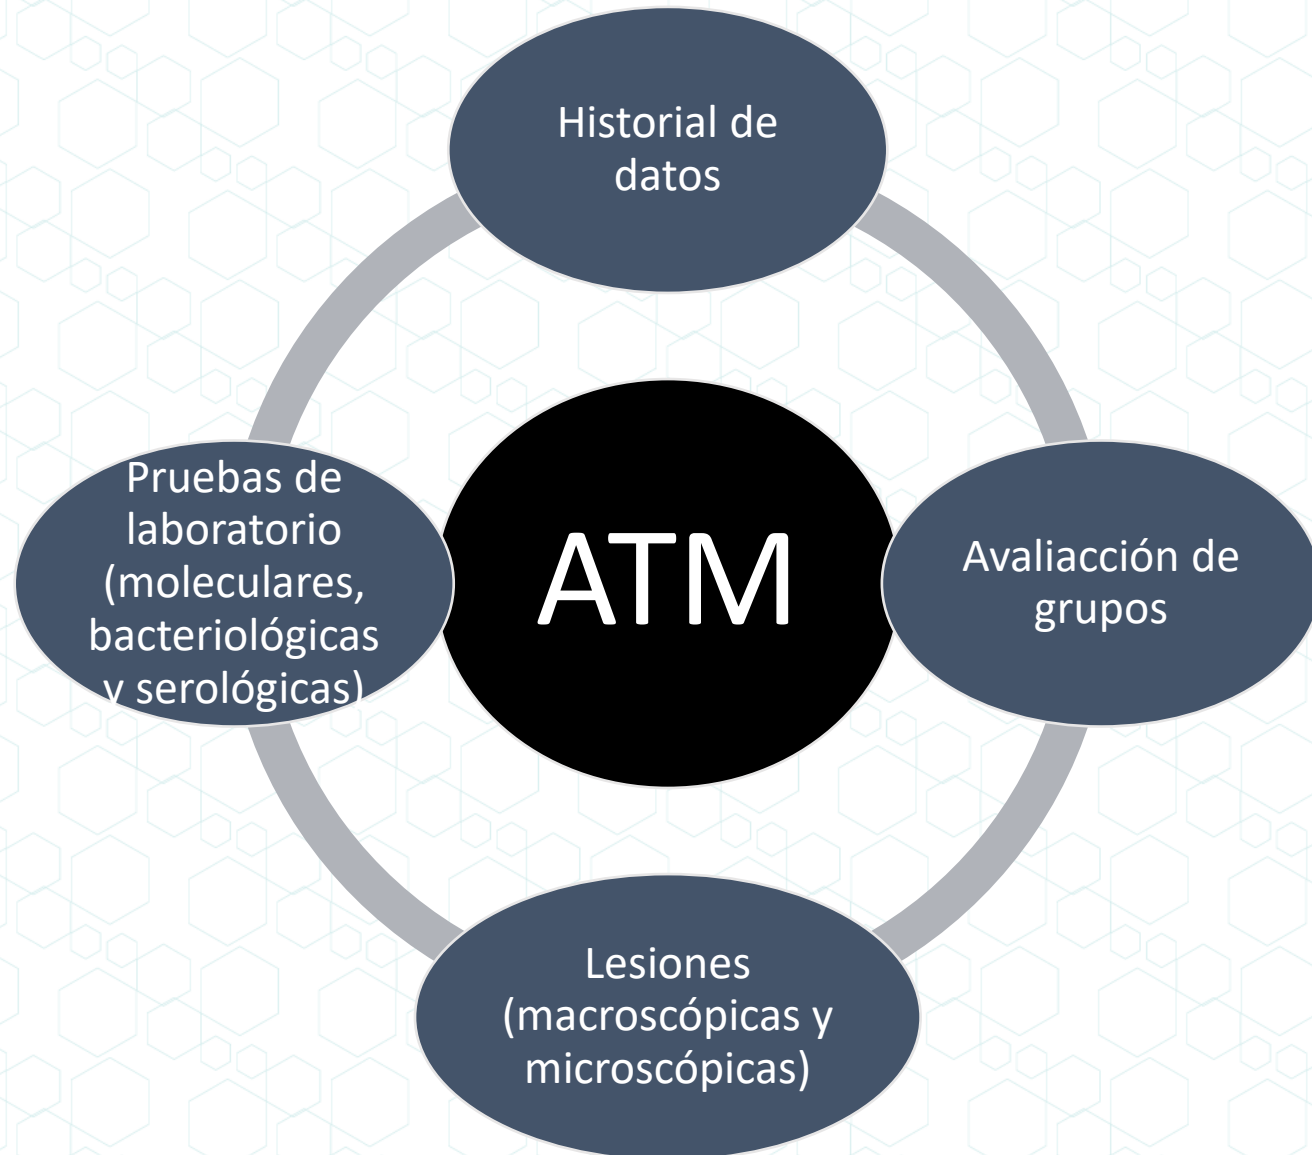 Historial de
datos
Pruebas de
laboratorio
(moleculares,
bacteriológicas
y serológicas)
ATM
Avaliacción de
grupos
Lesiones
(macroscópicas y
microscópicas)